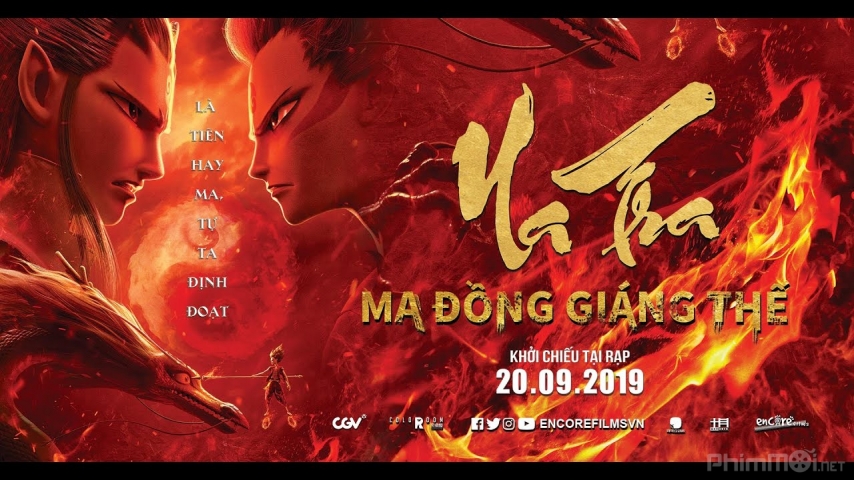 LÀ
TIÊN
HAY
MA,
TỰ
TA
ĐỊNH
ĐOẠT
Na Tra
MA ĐỒNG GIÁNG THẾ
KHỞI CHIẾU TẠI RẠP
20.09.2019
CGV
ENCOREFILMSVN
encore
PhimMoi.net